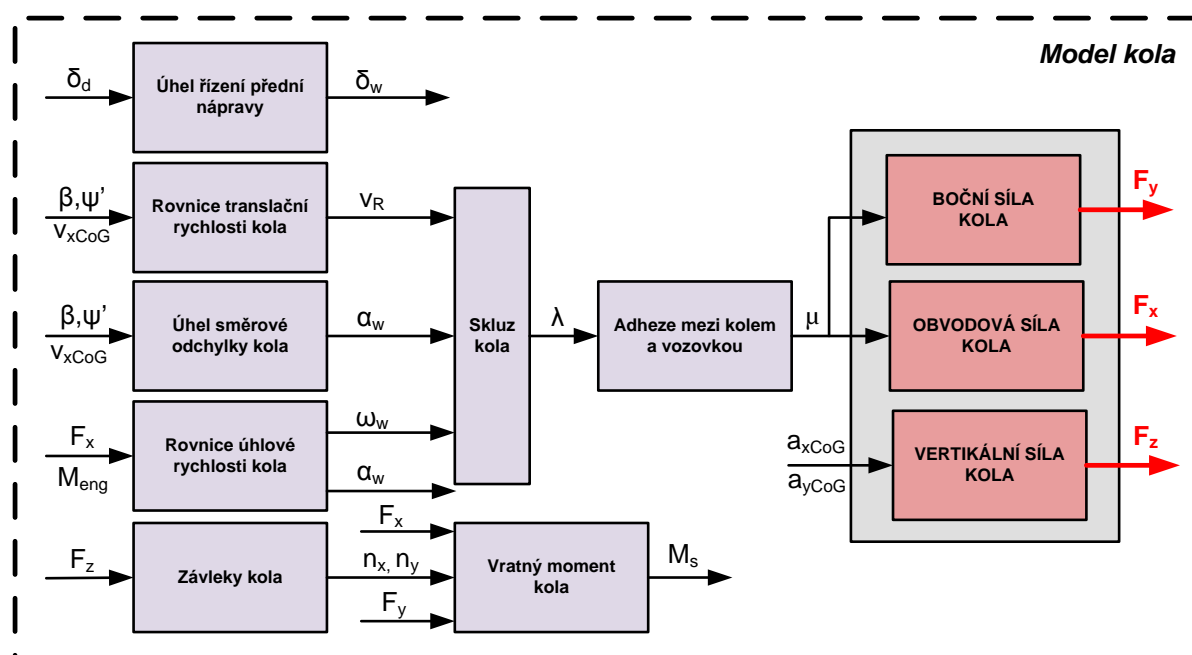 Model kola
δd
Úhel řízení přední
nápravy
δw
β,ψ’
vxCoG
Rovnice translační
rychlosti kola
vR
β,ψ’
vxCoG
Úhel směrové
odchylky kola
αw
Fx
Meng
Rovnice úhlové
rychlosti kola
ωw
αw
Skluz
kola
λ
Adheze mezi kolem
a vozovkou
μ
BOČNÍ SÍLA
KOLA
Fy
OBVODOVÁ SÍLA
KOLA
Fx
axCoG
ayCoG
VERTIKÁLNÍ SÍLA
KOLA
Fz
Fz
Závleky kola
Fx
nx, ny
Fy
Vratný moment
kola
Ms